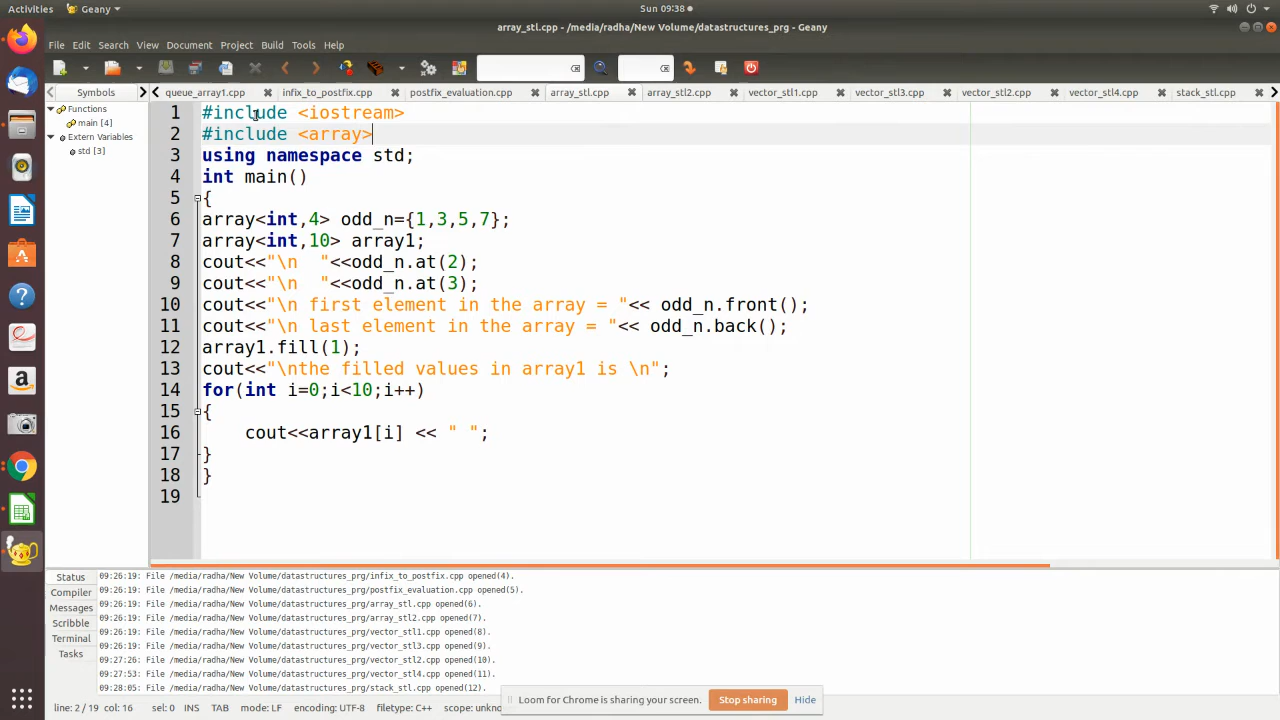 Activities Geany Sun 09:38
array_stl.cpp - /media/radha/New Volume/datastructures_prg - Geany
File Edit Search View Document Project Build Tools Help
Symbols queue_array1.cpp infix_to_postfix.cpp postfix_evaluation.cpp array_stl.cpp array_stl2.cpp vector_stl1.cpp vector_stl3.cpp vector_stl2.cpp vector_stl4.cpp stack_stl.cpp
Functions
main [4]
Extern Variables
std [3]
1 #include <iostream>
2 #include <array>
3 using namespace std;
4 int main()
5 {
6 array<int,4> odd_n={1,3,5,7};
7 array<int,10> array1;
8 cout<<"\n  "<<odd_n.at(2);
9 cout<<"\n  "<<odd_n.at(3);
10 cout<<"\n first element in the array = "<< odd_n.front();
11 cout<<"\n last element in the array = "<< odd_n.back();
12 array1.fill(1);
13 cout<<"\nthe filled values in array1 is \n";
14 for(int i=0;i<10;i++)
15 {
16 cout<<array1[i] << " ";
17 }
18 }
19
Status
Compiler
Messages
Scribble
Terminal
Tasks
09:26:19: File /media/radha/New Volume/datastructures_prg/infix_to_postfix.cpp opened(4).
09:26:19: File /media/radha/New Volume/datastructures_prg/postfix_evaluation.cpp opened(5).
09:26:19: File /media/radha/New Volume/datastructures_prg/array_stl.cpp opened(6).
09:26:19: File /media/radha/New Volume/datastructures_prg/array_stl2.cpp opened(7).
09:26:19: File /media/radha/New Volume/datastructures_prg/vector_stl1.cpp opened(8).
09:26:19: File /media/radha/New Volume/datastructures_prg/vector_stl3.cpp opened(9).
09:27:26: File /media/radha/New Volume/datastructures_prg/vector_stl2.cpp opened(10).
09:27:53: File /media/radha/New Volume/datastructures_prg/vector_stl4.cpp opened(11).
09:28:05: File /media/radha/New Volume/datastructures_prg/stack_stl.cpp opened(12).
Loom for Chrome is sharing your screen. Stop sharing Hide
line: 2 / 19 col: 16 sel: 0 INS TAB mode: LF encoding: UTF-8 filetype: C++ scope: unkno